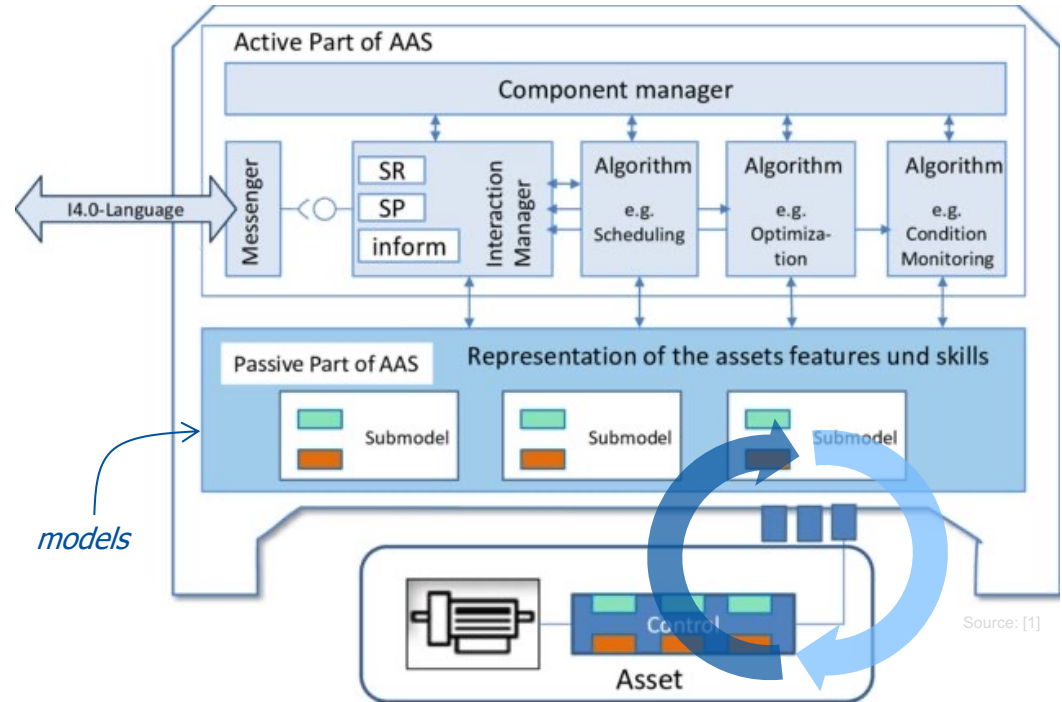 Active Part of AAS
Component manager
I4.0-Language
Messenger
SR
SP
inform
Interaction
Manager
Algorithm
e.g.
Scheduling
Algorithm
e.g.
Optimiza-
tion
Algorithm
e.g.
Condition
Monitoring
Passive Part of AAS
Representation of the assets features und skills
Submodel
Submodel
Submodel
models
Control
Asset
Source: [1]